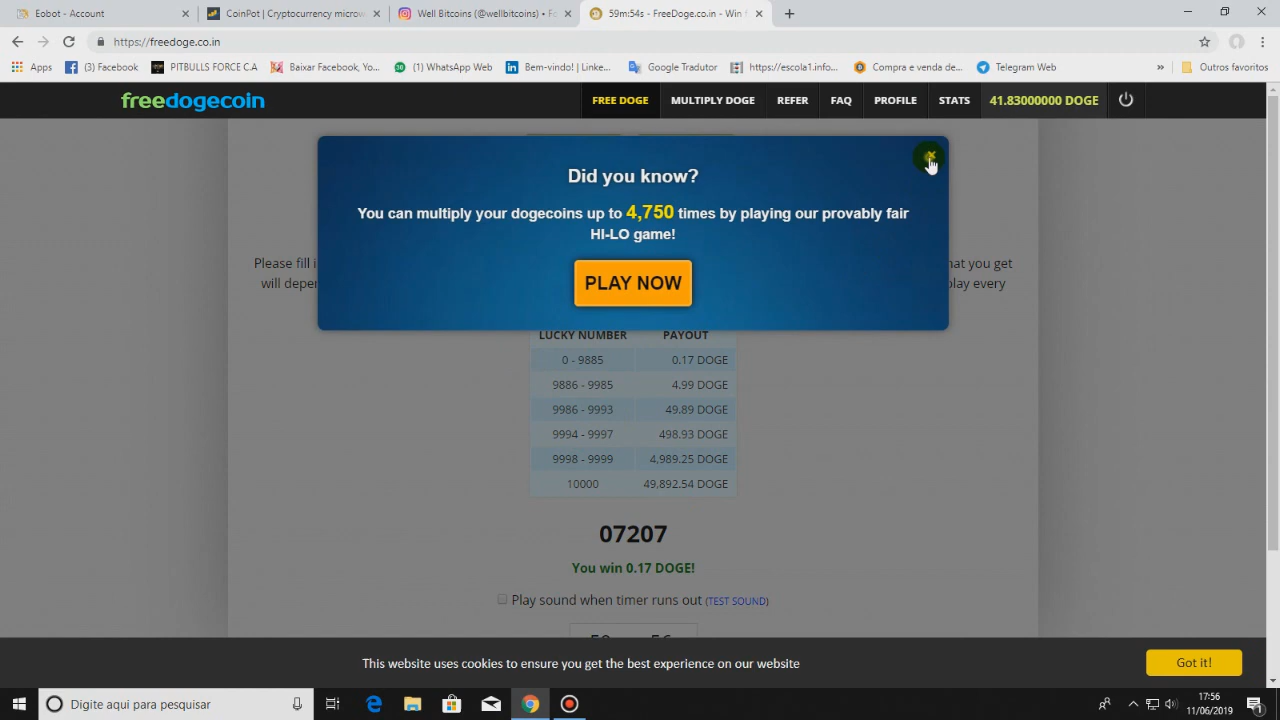 Eobot - Account
CoinPot | Cryptocurrency microw
Well Bitcoins (@wellbitcoins) • Fo
59m:54s - FreeDoge.co.in - Win f
https://freedoge.co.in
Apps
(3) Facebook
PITBULLS FORCE C.A
Baixar Facebook, Yo...
(1) WhatsApp Web
Bem-vindo! | Linke...
Google Tradutor
https://escola1.info...
Compra e venda de...
Telegram Web
»
Outros favoritos
freedogecoin
FREE DOGE
MULTIPLY DOGE
REFER
FAQ
PROFILE
STATS
41.83000000 DOGE
Did you know?
You can multiply your dogecoins up to 4,750 times by playing our provably fair
HI-LO game!
PLAY NOW
Please fill i
hat you get
will deper
play every
LUCKY NUMBER PAYOUT
0 - 9885 0.17 DOGE
9886 - 9985 4.99 DOGE
9986 - 9993 49.89 DOGE
9994 - 9997 498.93 DOGE
9998 - 9999 4,989.25 DOGE
10000 49,892.54 DOGE
07207
You win 0.17 DOGE!
Play sound when timer runs out (TEST SOUND)
This website uses cookies to ensure you get the best experience on our website
Got it!
Digite aqui para pesquisar
17:56
11/06/2019